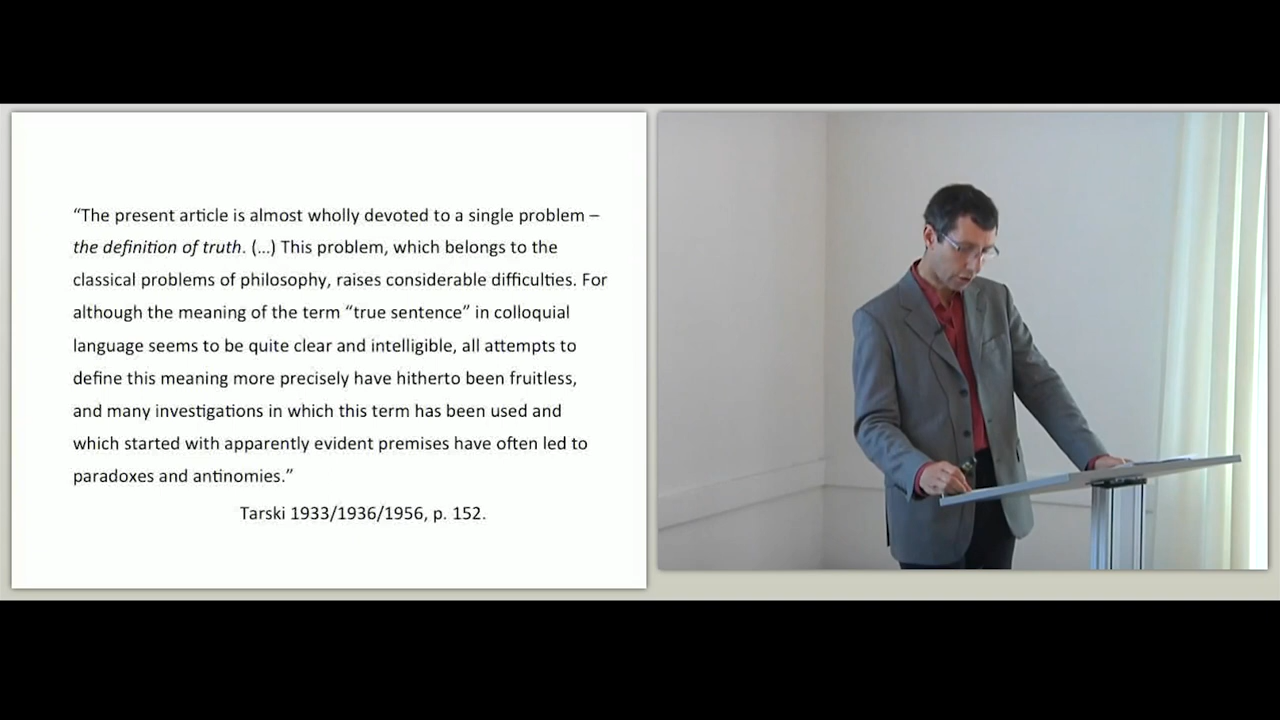 “The present article is almost wholly devoted to a single problem –
the definition of truth. (...) This problem, which belongs to the
classical problems of philosophy, raises considerable difficulties. For
although the meaning of the term “true sentence” in colloquial
language seems to be quite clear and intelligible, all attempts to
define this meaning more precisely have hitherto been fruitless,
and many investigations in which this term has been used and
which started with apparently evident premises have often led to
paradoxes and antinomies.”
Tarski 1933/1936/1956, p. 152.